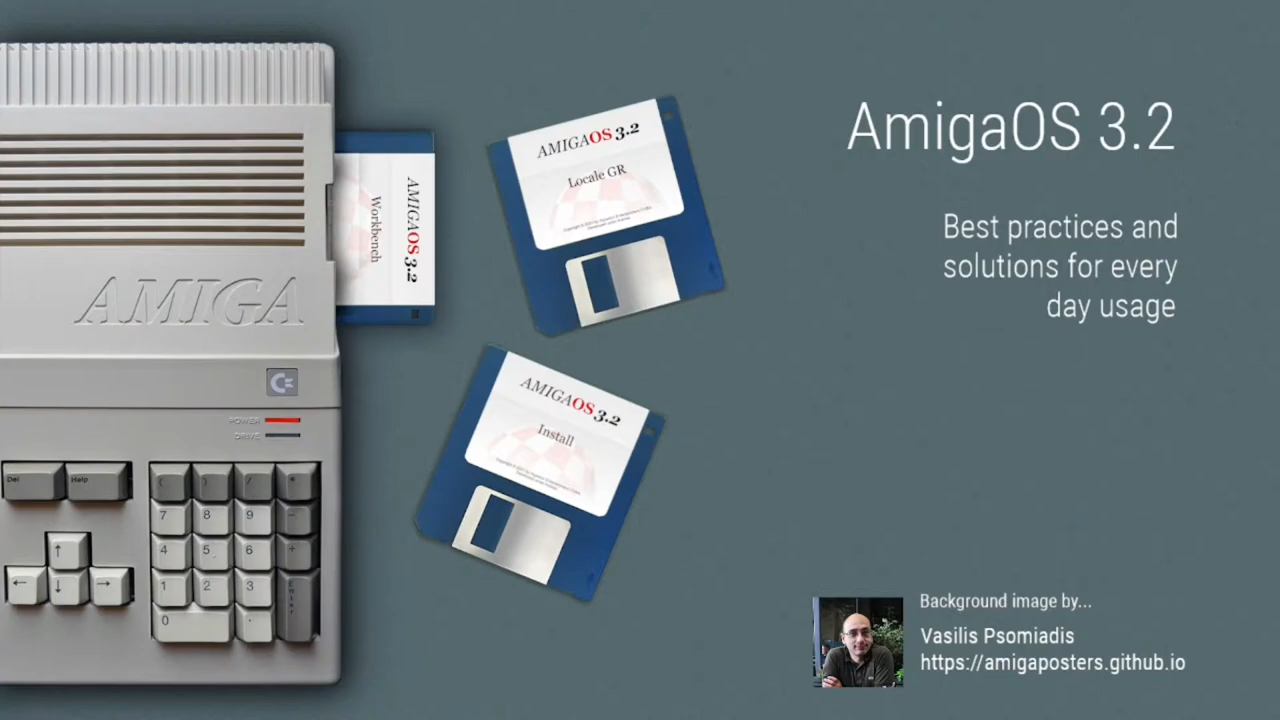 AmigaOS 3.2
Best practices and
solutions for every
day usage
AMIGAOS 3.2
Workbench
AMIGAOS 3.2
Locale GR
AMIGAOS 3.2
Install
AMIGA
POWER
DRIVE
Del
Help
( ) / *
7 8 9 -
4 5 6 +
1 2 3 Enter
0 .
↑
← ↓ →
Background image by...
Vasilis Psomiadis
https://amigaposters.github.io